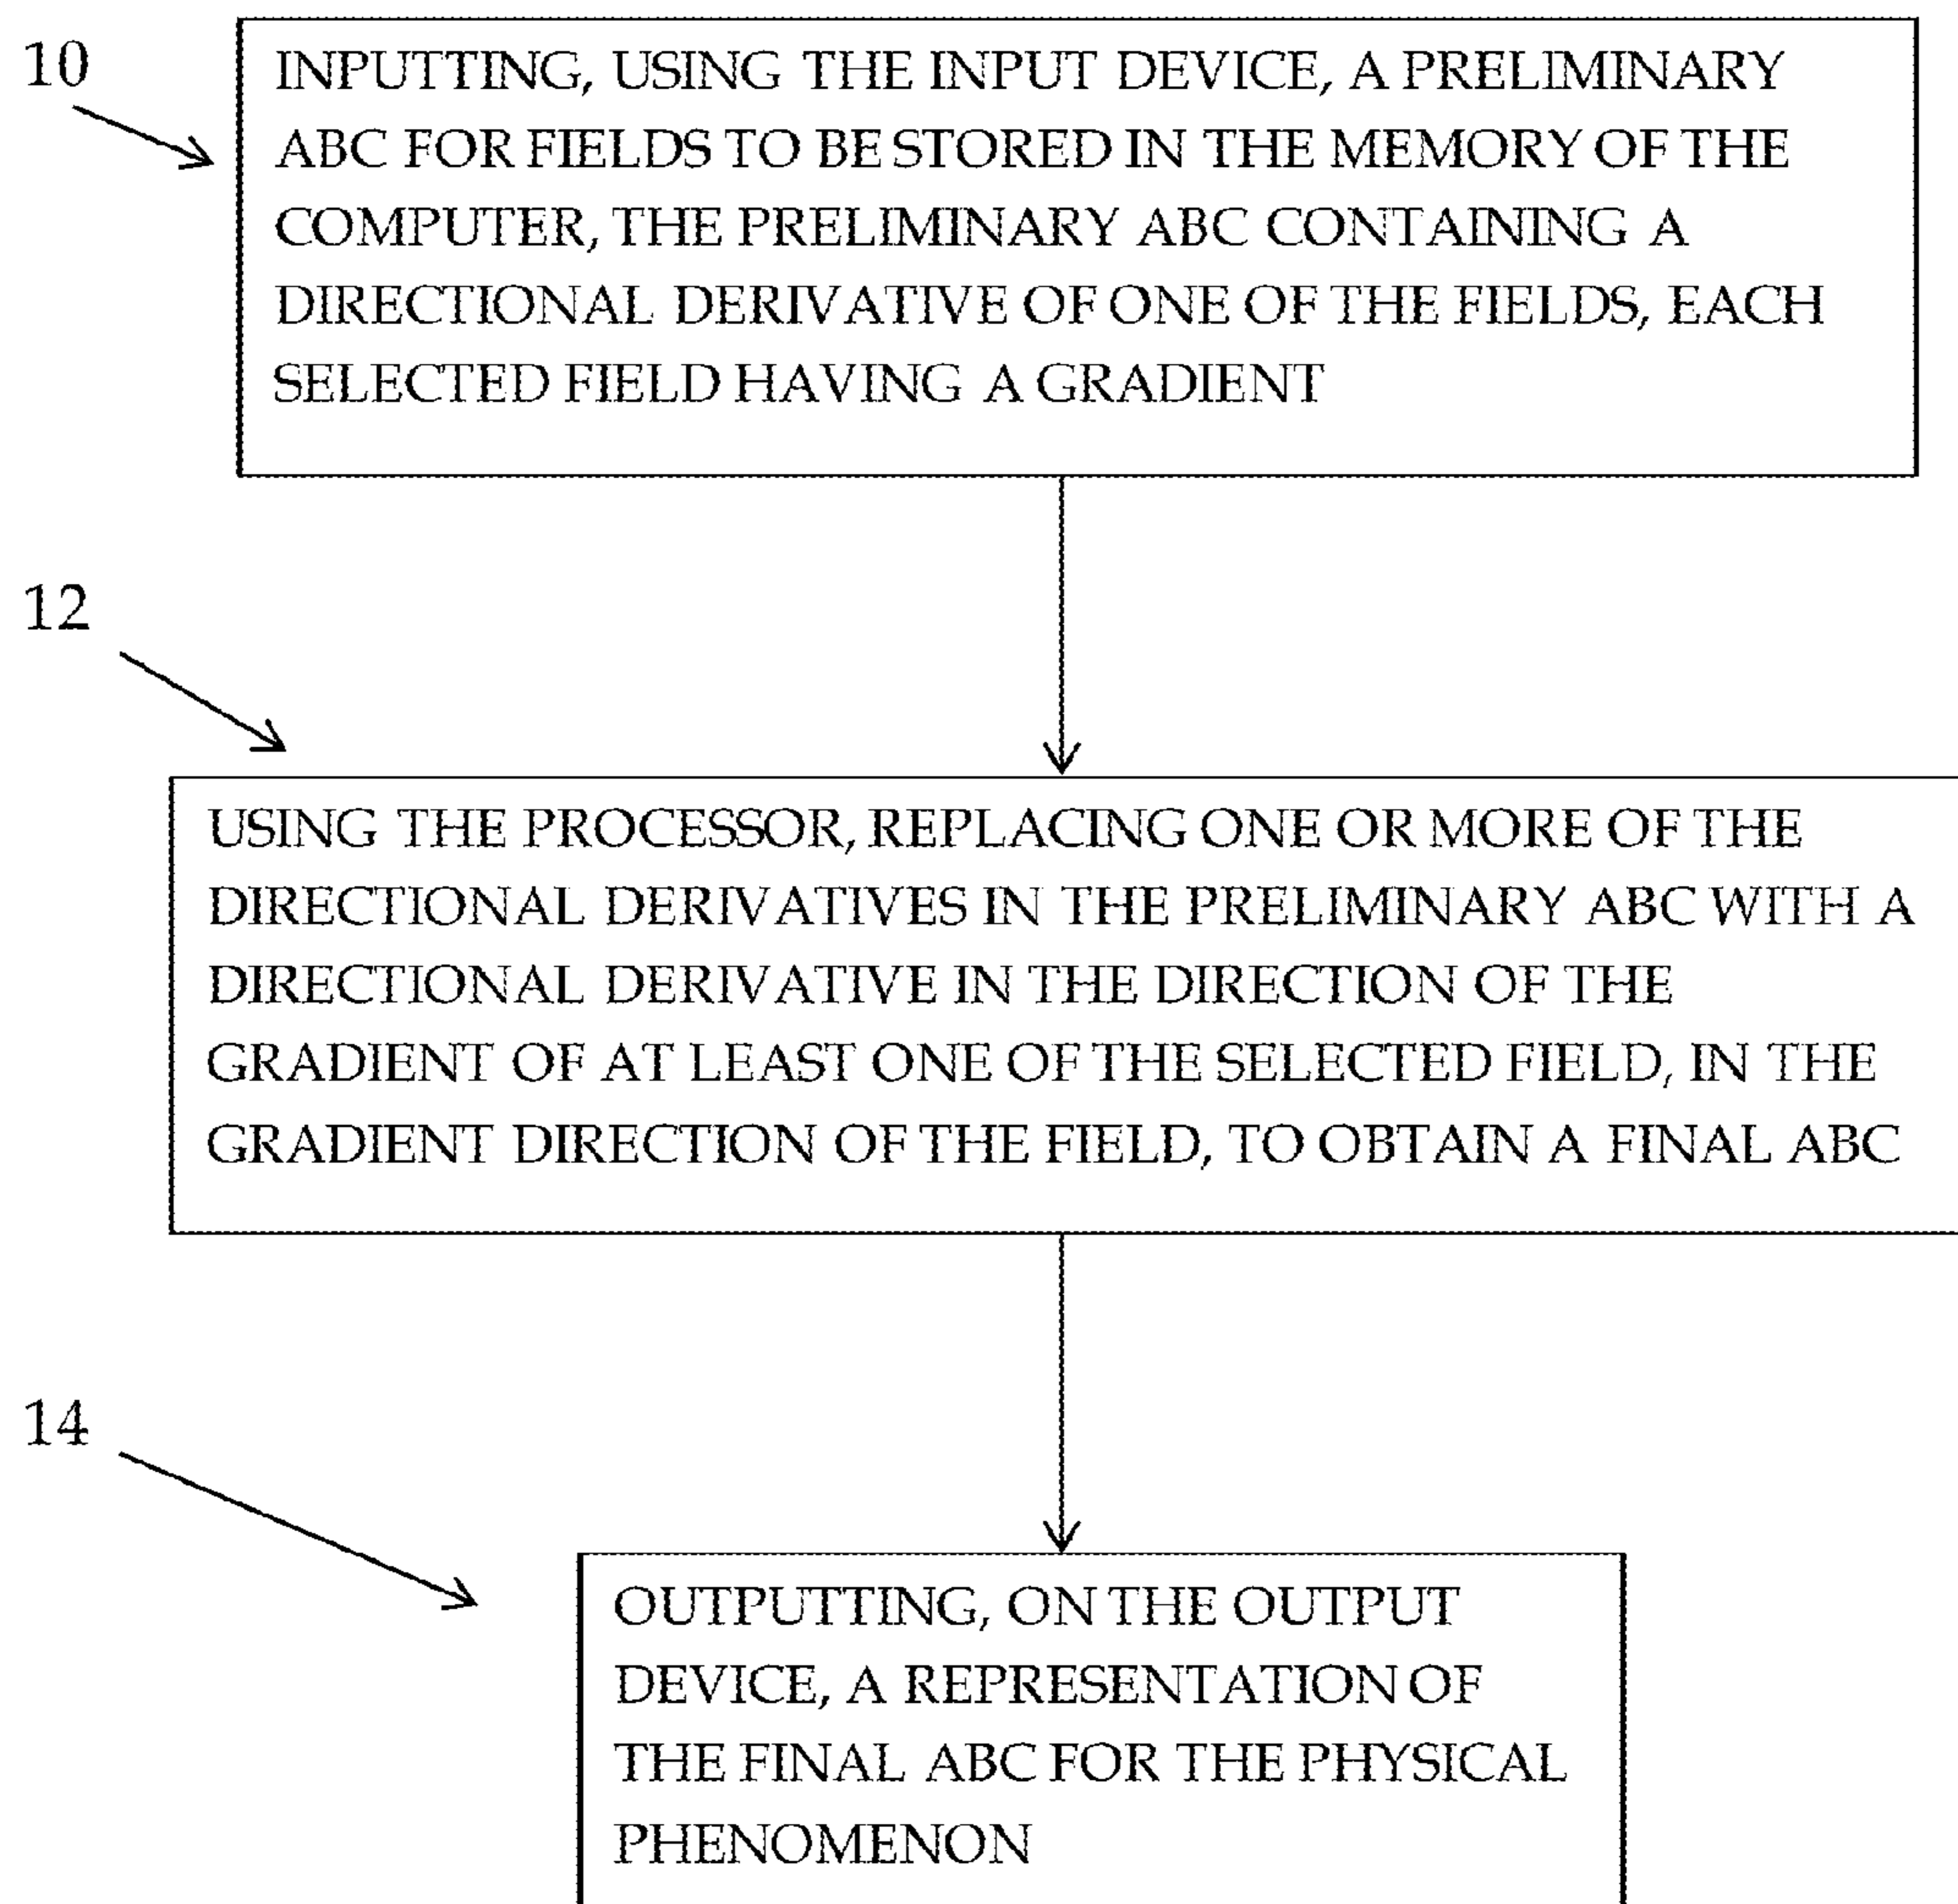 10
INPUTTING, USING THE INPUT DEVICE, A PRELIMINARY
ABC FOR FIELDS TO BE STORED IN THE MEMORY OF THE
COMPUTER, THE PRELIMINARY ABC CONTAINING A
DIRECTIONAL DERIVATIVE OF ONE OF THE FIELDS, EACH
SELECTED FIELD HAVING A GRADIENT
12
USING THE PROCESSOR, REPLACING ONE OR MORE OF THE
DIRECTIONAL DERIVATIVES IN THE PRELIMINARY ABC WITH A
DIRECTIONAL DERIVATIVE IN THE DIRECTION OF THE
GRADIENT OF AT LEAST ONE OF THE SELECTED FIELD, IN THE
GRADIENT DIRECTION OF THE FIELD, TO OBTAIN A FINAL ABC
14
OUTPUTTING, ON THE OUTPUT
DEVICE, A REPRESENTATION OF
THE FINAL ABC FOR THE PHYSICAL
PHENOMENON